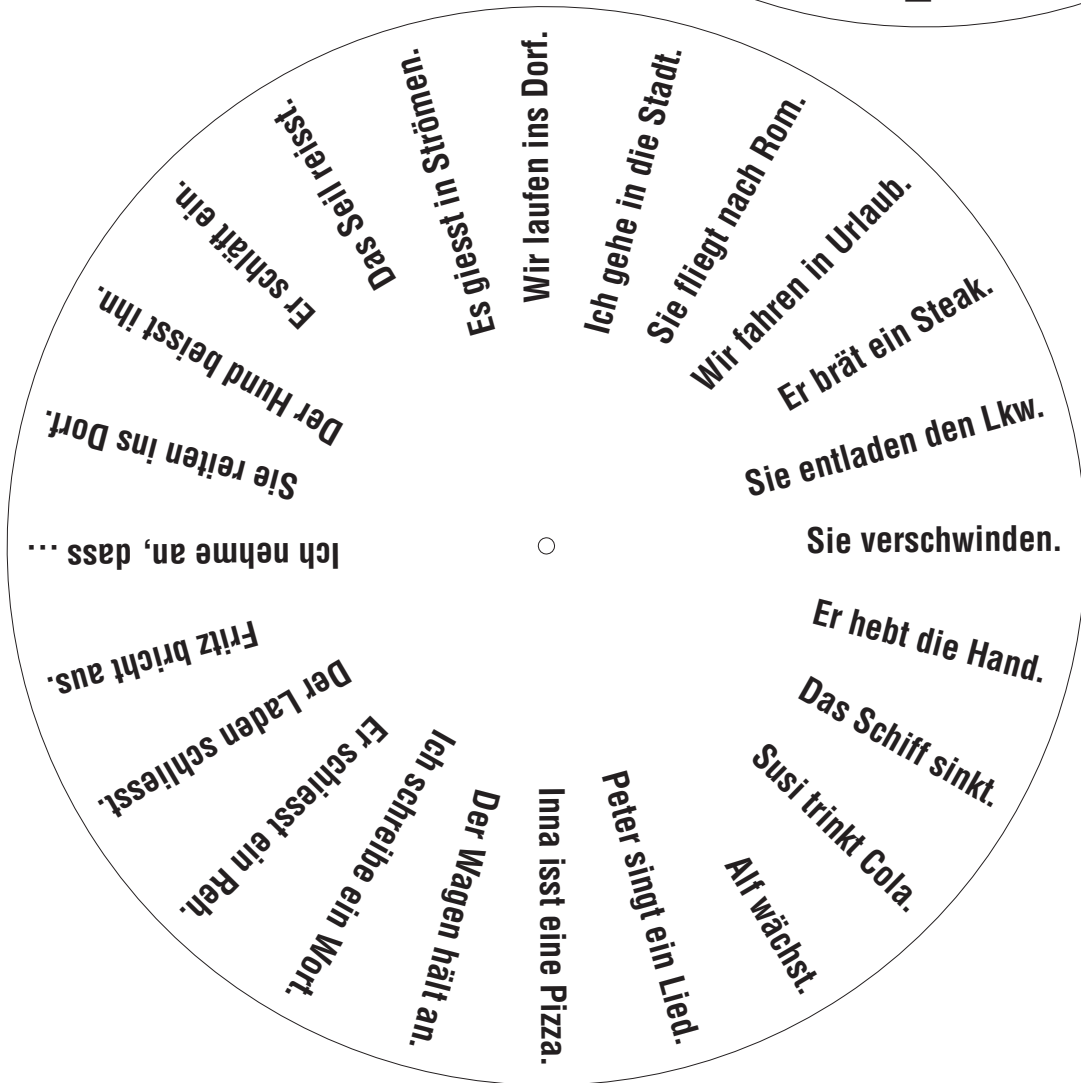 Wir laufen ins Dorf.
Ich gehe in die Stadt.
Sie fliegt nach Rom.
Wir fahren in Urlaub.
Er brät ein Steak.
Sie entladen den Lkw.
Sie verschwinden.
Er hebt die Hand.
Das Schiff sinkt.
Susi trinkt Cola.
Alf wächst.
Peter singt ein Lied.
Inna isst eine Pizza.
Der Wagen hält an.
Ich schreibe ein Wort.
Er schiesst ein Reh.
Der Laden schliesst.
Fritz bricht aus.
Ich nehme an, dass ...
Sie reiten ins Dorf.
Der Hund beisst ihn.
Er schläft ein.
Das Seil reisst.
Es giesst in Strömen.